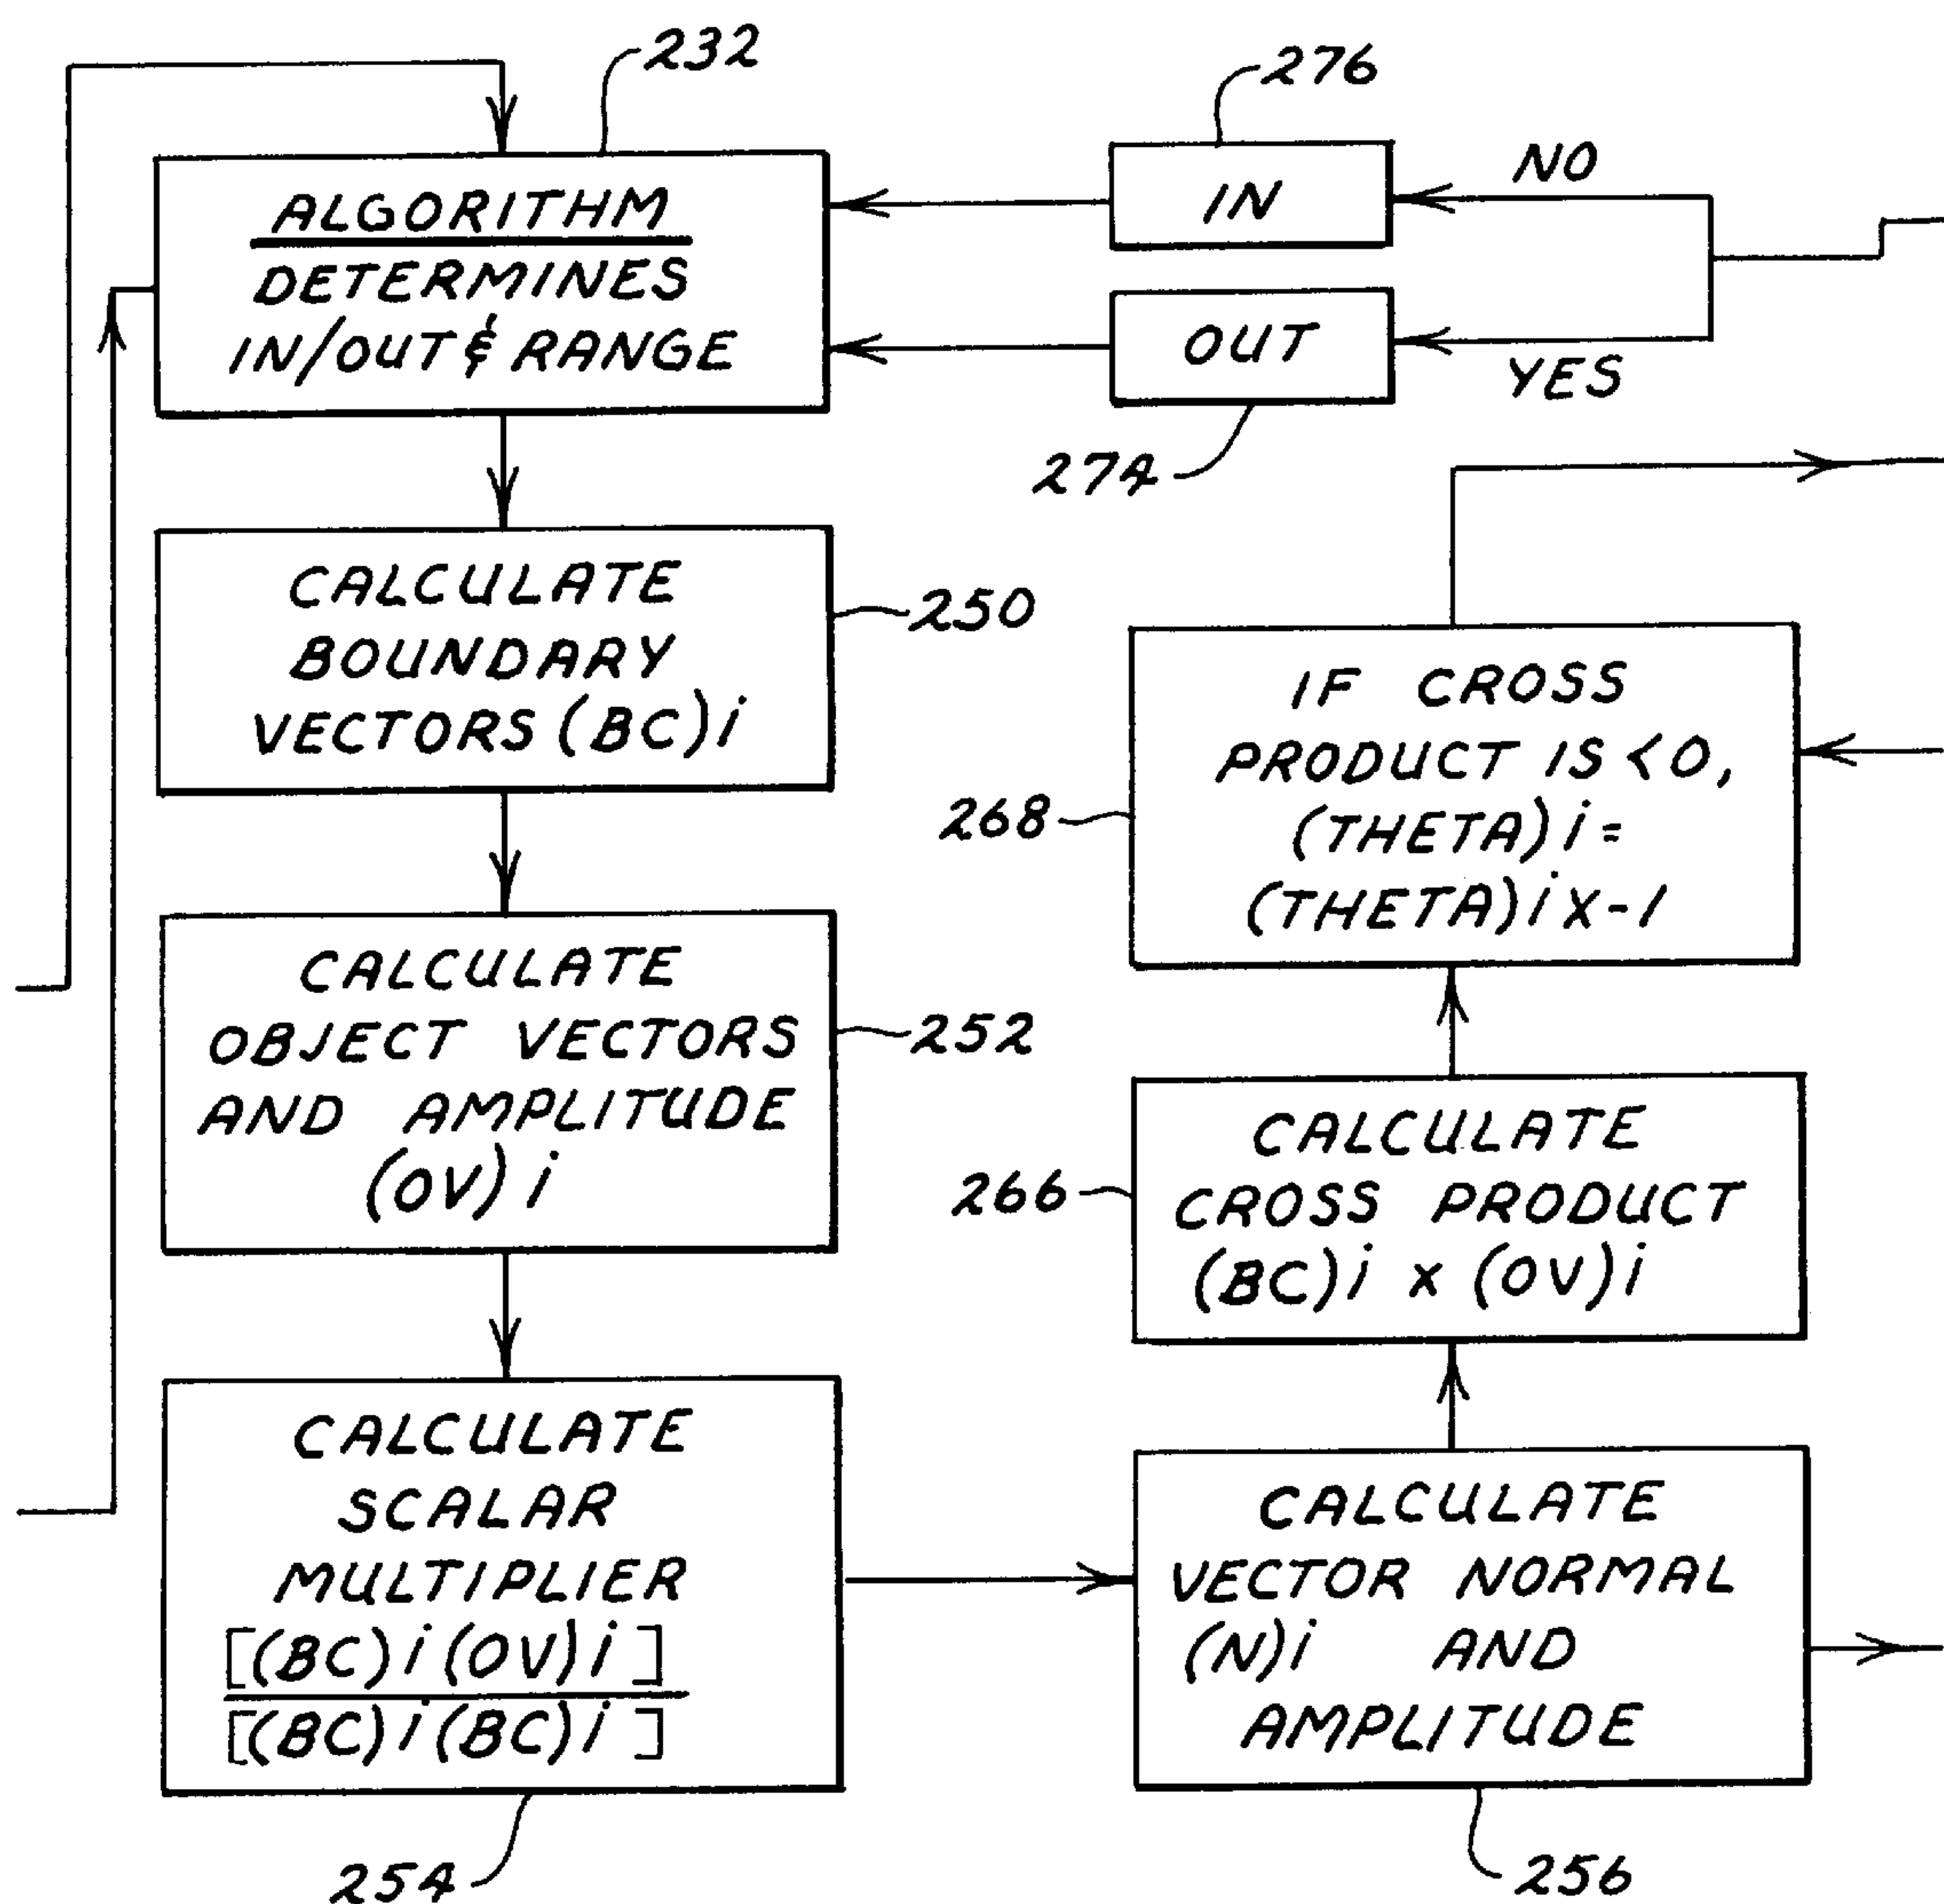 232
ALGORITHM
DETERMINES
IN/OUT & RANGE
276
IN
NO
OUT
YES
274
CALCULATE
BOUNDARY
VECTORS (BC)i
250
CALCULATE
OBJECT VECTORS
AND AMPLITUDE
(OV) i
252
CALCULATE
SCALAR
MULTIPLIER
[(BC)i(OV)i]
[(BC)i(BC)i]
254
IF CROSS
PRODUCT IS <0,
(THETA)i=
(THETA)i X-1
268
CALCULATE
CROSS PRODUCT
(BC)i x (OV)i
266
CALCULATE
VECTOR NORMAL
(N)i AND
AMPLITUDE
256